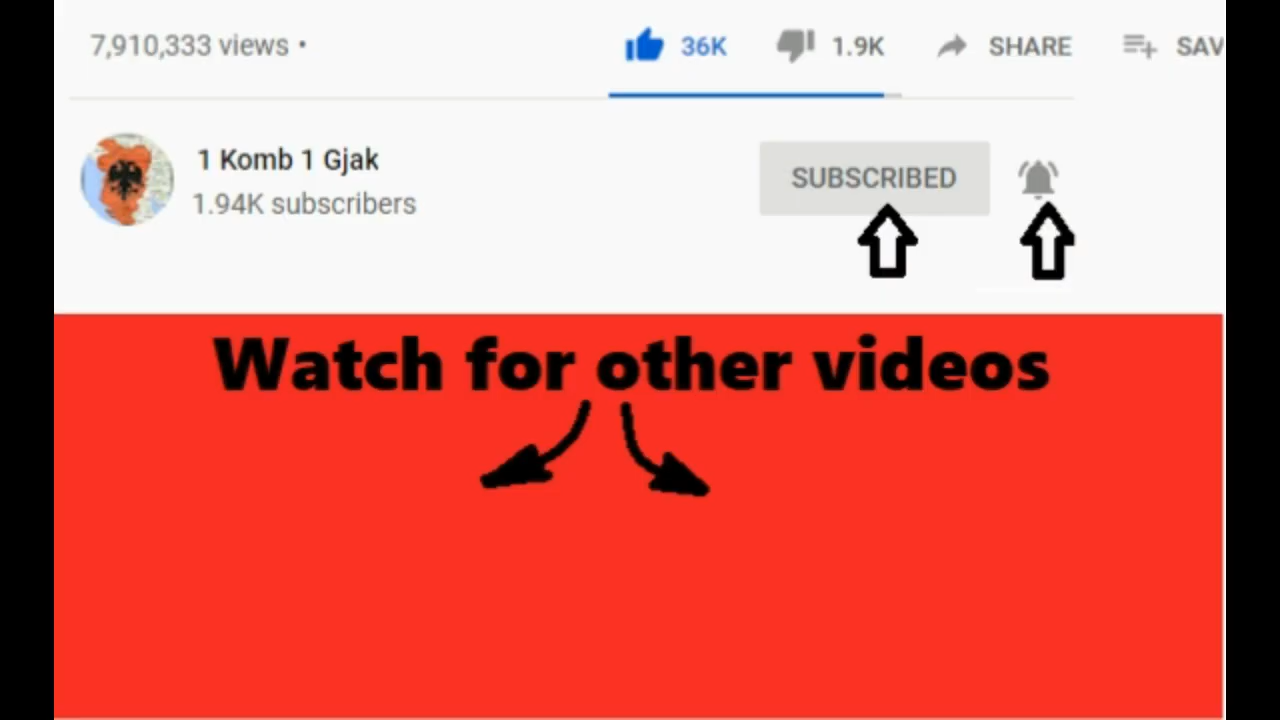 7,910,333 views •
36K
1.9K
SHARE
SAV
1 Komb 1 Gjak
1.94K subscribers
SUBSCRIBED
Watch for other videos